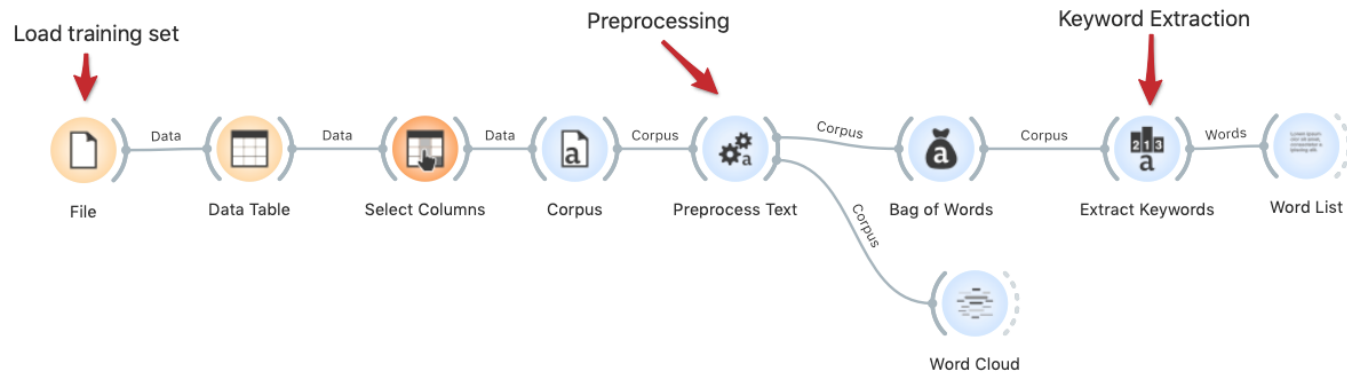 Load training set
Preprocessing
Keyword Extraction
Data
Data
Data
Corpus
Corpus
Corpus
Words
File
Data Table
Select Columns
Corpus
Preprocess Text
Bag of Words
Extract Keywords
Word List
Corpus
Word Cloud
a
a
a
213
a